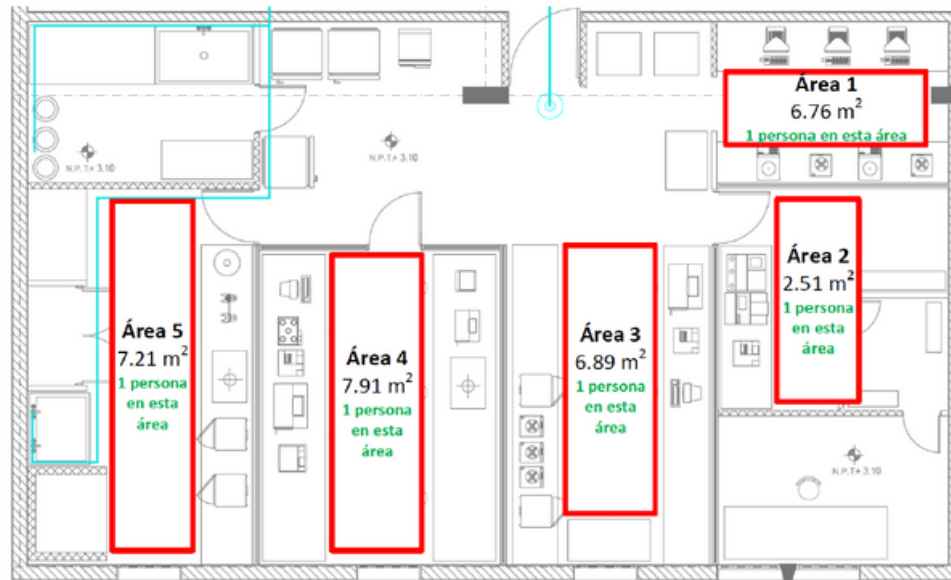 Área 1
6.76 m²
1 persona en esta área
N.P.T+ 3.10
N.P.T+ 3.10
Área 2
2.51 m²
1 persona
en esta
área
Área 3
6.89 m²
1 persona
en esta
área
Área 4
7.91 m²
1 persona
en esta
área
Área 5
7.21 m²
1 persona
en esta
área
N.P.T+ 3.10